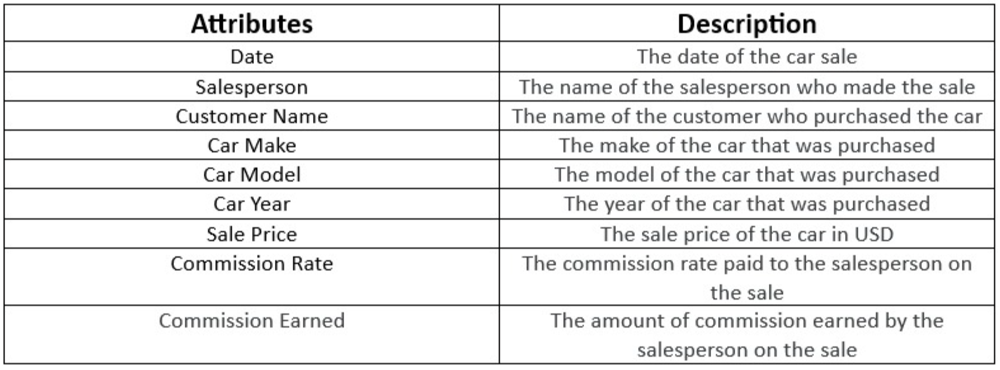 Attributes Description
Date The date of the car sale
Salesperson The name of the salesperson who made the sale
Customer Name The name of the customer who purchased the car
Car Make The make of the car that was purchased
Car Model The model of the car that was purchased
Car Year The year of the car that was purchased
Sale Price The sale price of the car in USD
Commission Rate The commission rate paid to the salesperson on
the sale
Commission Earned The amount of commission earned by the
salesperson on the sale